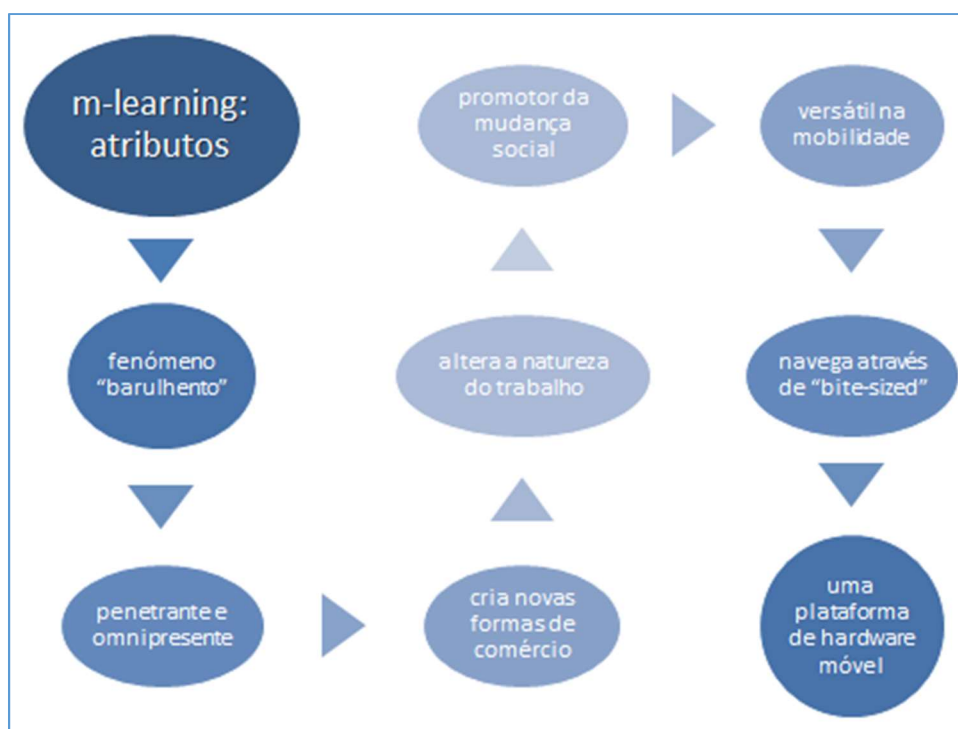 m-learning:
atributos
fenómeno
“barulhento”
penetrante e
omnipresente
cria novas
formas de
comércio
altera a natureza
do trabalho
promotor da
mudança
social
versátil na
mobilidade
navega através
de “bite-sized”
uma
plataforma
de hardware
móvel